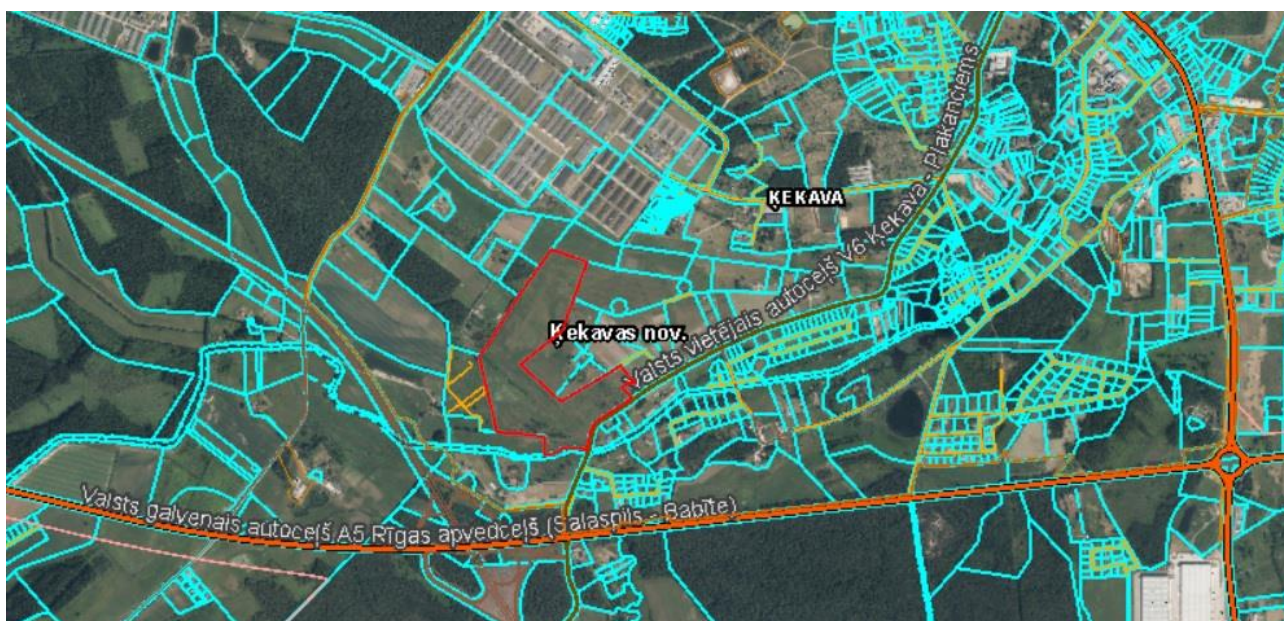 ĶEKAVA
Valsts vietējais autoceļš V6 Ķekava - Plakanciems
Ķekavas nov.
Valsts galvenais autoceļš A5 Rīgas apvedceļš (Salaspils - Babīte)